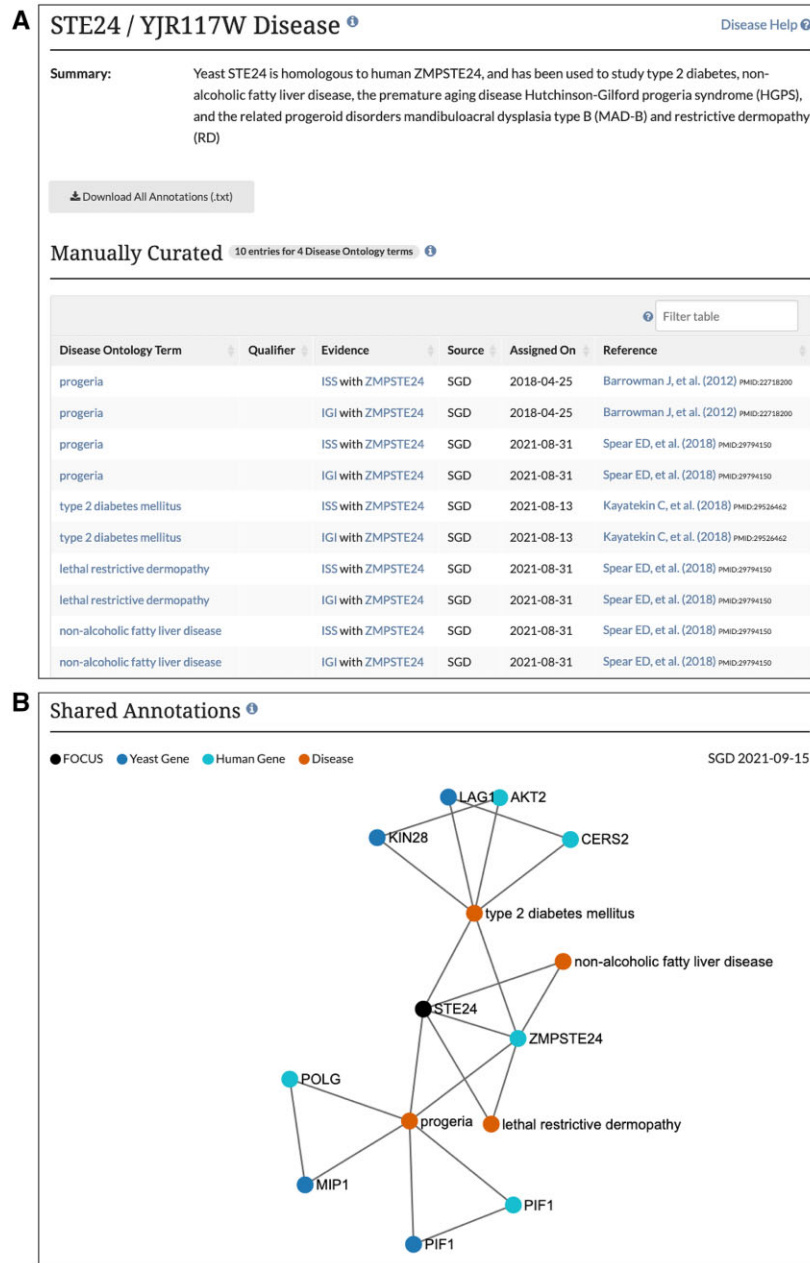 A
STE24 / YJR117W Disease
Disease Help
Summary:
Yeast STE24 is homologous to human ZMPSTE24, and has been used to study type 2 diabetes, non-
alcoholic fatty liver disease, the premature aging disease Hutchinson-Gilford progeria syndrome (HGPS),
and the related progeroid disorders mandibuloacral dysplasia type B (MAD-B) and restrictive dermopathy
(RD)
Download All Annotations (.txt)
Manually Curated 10 entries for 4 Disease Ontology terms
Filter table
Disease Ontology Term Qualifier Evidence Source Assigned On Reference
progeria ISS with ZMPSTE24 SGD 2018-04-25 Barrowman J, et al. (2012) PMID:22718200
progeria IGI with ZMPSTE24 SGD 2018-04-25 Barrowman J, et al. (2012) PMID:22718200
progeria ISS with ZMPSTE24 SGD 2021-08-31 Spear ED, et al. (2018) PMID:29794150
progeria IGI with ZMPSTE24 SGD 2021-08-31 Spear ED, et al. (2018) PMID:29794150
type 2 diabetes mellitus ISS with ZMPSTE24 SGD 2021-08-13 Kayatekin C, et al. (2018) PMID:29526462
type 2 diabetes mellitus IGI with ZMPSTE24 SGD 2021-08-13 Kayatekin C, et al. (2018) PMID:29526462
lethal restrictive dermopathy ISS with ZMPSTE24 SGD 2021-08-31 Spear ED, et al. (2018) PMID:29794150
lethal restrictive dermopathy IGI with ZMPSTE24 SGD 2021-08-31 Spear ED, et al. (2018) PMID:29794150
non-alcoholic fatty liver disease ISS with ZMPSTE24 SGD 2021-08-31 Spear ED, et al. (2018) PMID:29794150
non-alcoholic fatty liver disease IGI with ZMPSTE24 SGD 2021-08-31 Spear ED, et al. (2018) PMID:29794150
B
Shared Annotations
FOCUS Yeast Gene Human Gene Disease
SGD 2021-09-15
LAG1 AKT2
KIN28
CERS2
type 2 diabetes mellitus
non-alcoholic fatty liver disease
STE24
ZMPSTE24
POLG
progeria
lethal restrictive dermopathy
MIP1
PIF1
PIF1